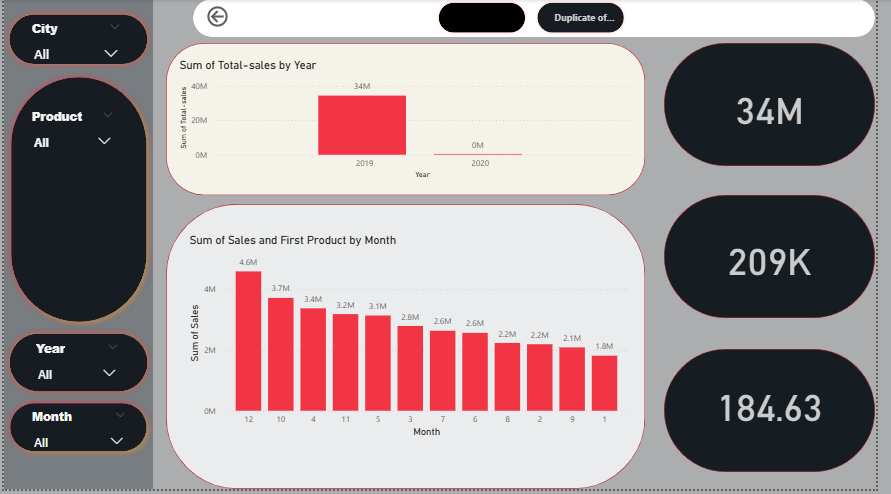 Duplicate of...
City
All
Product
All
Year
All
Month
All
Sum of Total-sales by Year
Sum of Total-sales
40M
20M
0M
34M
0M
2019
2020
Year
Sum of Sales and First Product by Month
Sum of Sales
4M
2M
0M
4.6M
3.7M
3.4M
3.2M
3.1M
2.8M
2.6M
2.6M
2.2M
2.2M
2.1M
1.8M
12
10
4
11
5
3
7
6
8
2
9
1
Month
34M
209K
184.63